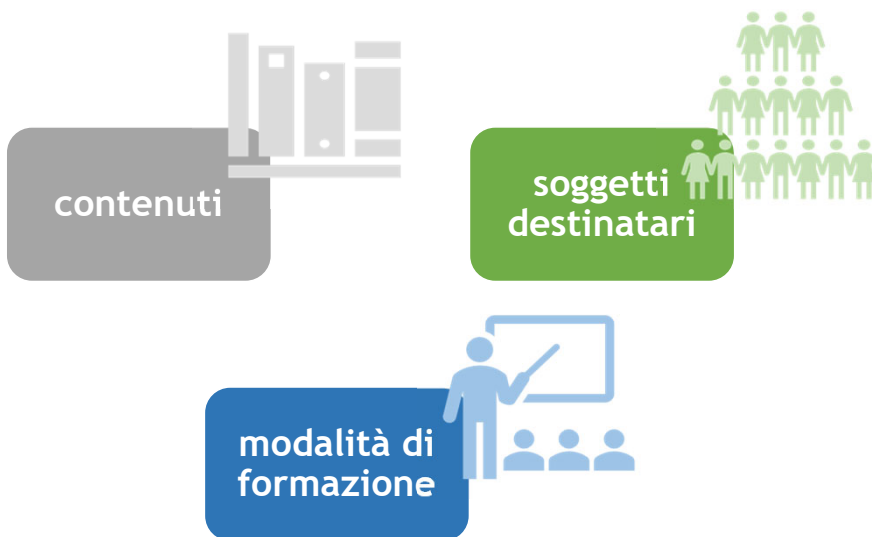 contenuti
soggetti
destinatari
modalità di
formazione